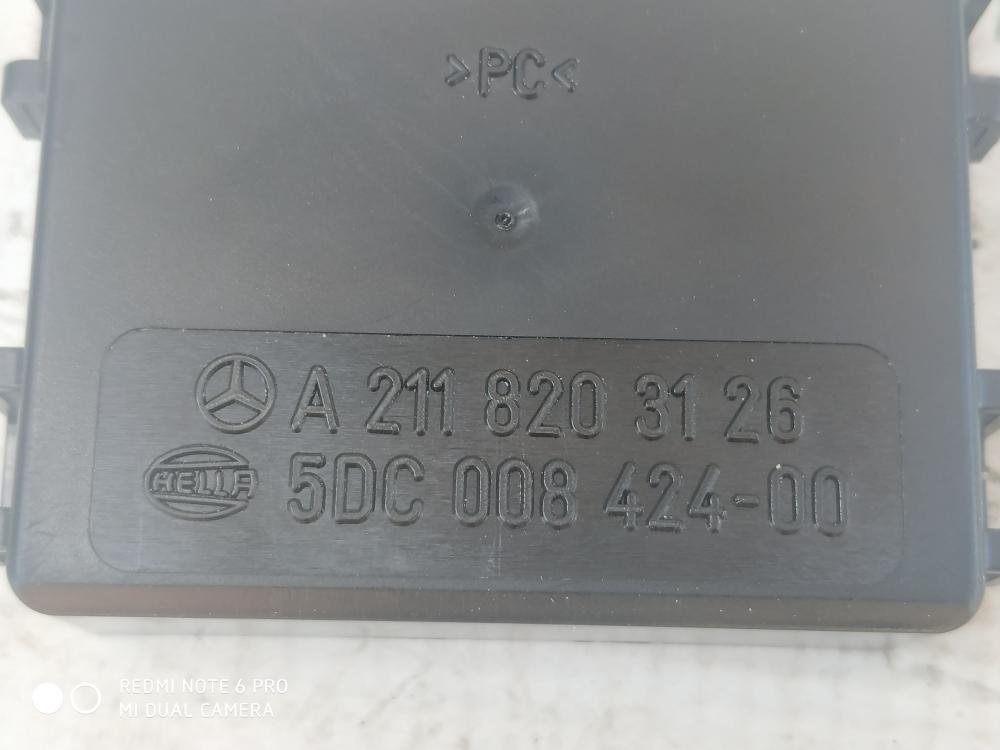 >PC<
A 211 820 31 26
HELLA 5DC 008 424-00
REDMI NOTE 6 PRO
MI DUAL CAMERA